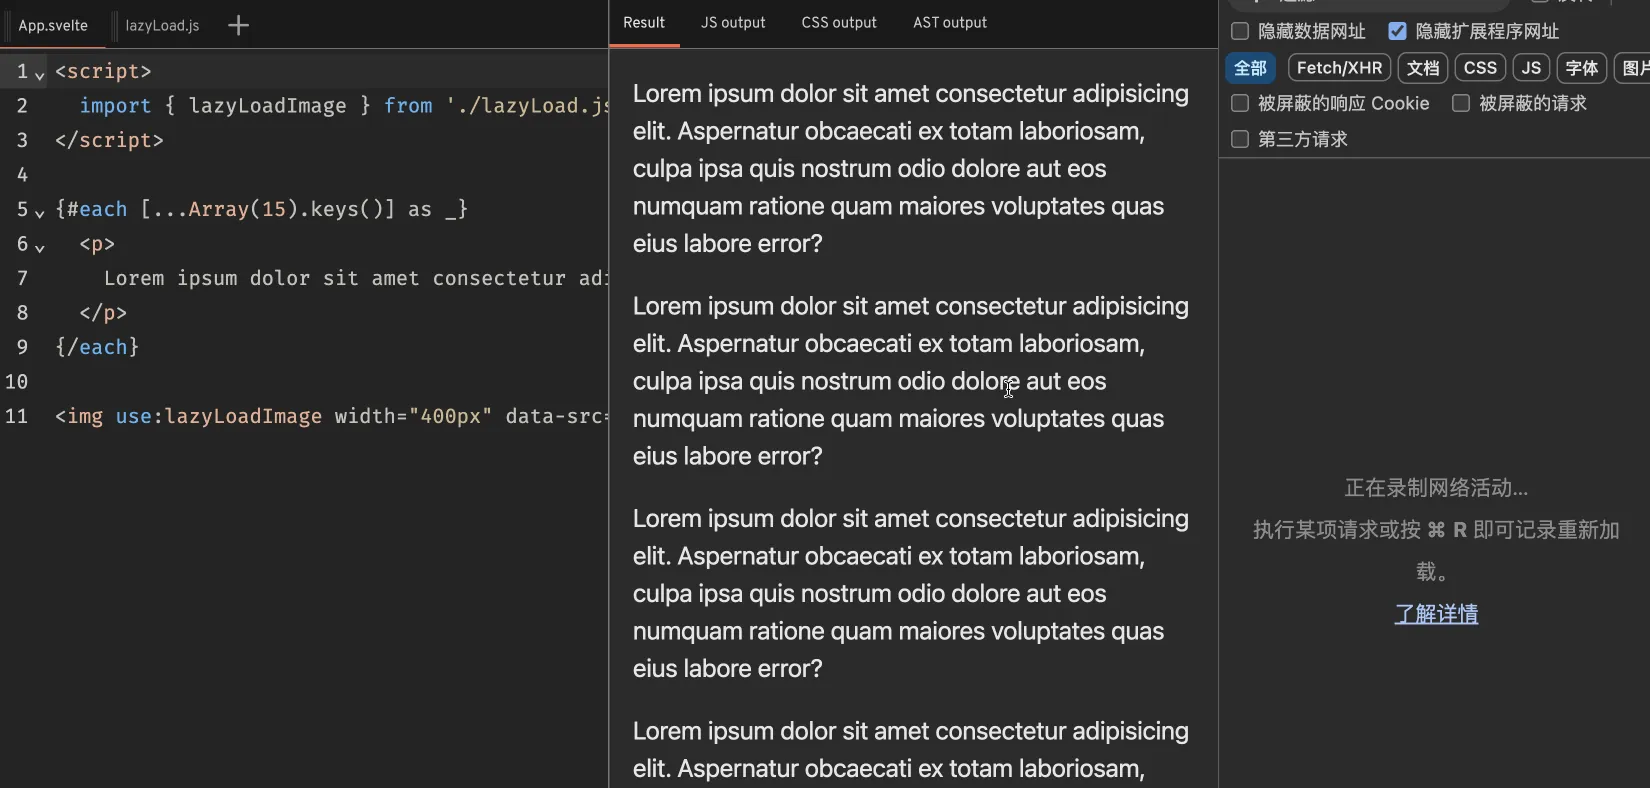 App.svelte
lazyLoad.js
1 <script>
2 import { lazyLoadImage } from './lazyLoad.js
3 </script>
4
5 {#each [...Array(15).keys()] as _}
6 <p>
7 Lorem ipsum dolor sit amet consectetur adi
8 </p>
9 {/each}
10
11 <img use:lazyLoadImage width="400px" data-src=
Result
JS output
CSS output
AST output
Lorem ipsum dolor sit amet consectetur adipisicing
elit. Aspernatur obcaecati ex totam laboriosam,
culpa ipsa quis nostrum odio dolore aut eos
numquam ratione quam maiores voluptates quas
eius labore error?
Lorem ipsum dolor sit amet consectetur adipisicing
elit. Aspernatur obcaecati ex totam laboriosam,
culpa ipsa quis nostrum odio dolore aut eos
numquam ratione quam maiores voluptates quas
eius labore error?
Lorem ipsum dolor sit amet consectetur adipisicing
elit. Aspernatur obcaecati ex totam laboriosam,
culpa ipsa quis nostrum odio dolore aut eos
numquam ratione quam maiores voluptates quas
eius labore error?
Lorem ipsum dolor sit amet consectetur adipisicing
elit. Aspernatur obcaecati ex totam laboriosam,
隐藏数据网址
隐藏扩展程序网址
全部
Fetch/XHR
文档
CSS
JS
字体
图片
被屏蔽的响应 Cookie
被屏蔽的请求
第三方请求
正在录制网络活动...
执行某项请求或按 ⌘ R 即可记录重新加
载。
了解详情